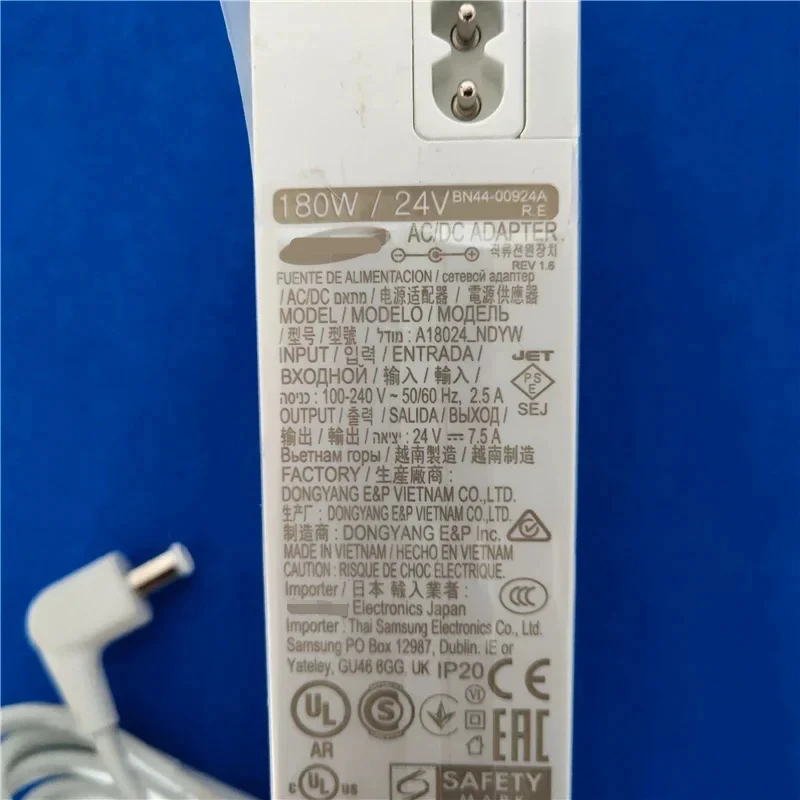 180W / 24V BN44-00924A
R.E
AC/DC ADAPTER
직류전원장치
REV 1.6
FUENTE DE ALIMENTACION / сетевой адаптер
/ AC/DC מתאם / 电源适配器 / 電源供應器
MODEL / MODELO / МОДЕЛЬ
/ 型号 / 型號 / מודל : A18024_NDYW
INPUT / 입력 / ENTRADA /
ВХОДНОЙ / 输入 / 輸入 /
כניסה : 100-240 V ~ 50/60 Hz, 2.5 A
JET
PS
E
SEJ
OUTPUT / 출력 / SALIDA / ВЫХОД /
输出 / 輸出 / יציאה : 24 V ⎓ 7.5 A
Вьетнам горы / 越南製造 / 越南制造
FACTORY / 生産廠商 :
DONGYANG E&P VIETNAM CO.,LTD.
生产厂 : DONGYANG E&P VIETNAM CO.,LTD.
制造商 : DONGYANG E&P Inc.
MADE IN VIETNAM / HECHO EN VIETNAM
CAUTION : RISQUE DE CHOC ELECTRIQUE.
Importer / 日本 輸入業者 :
Electronics Japan
Importer : Thai Samsung Electronics Co., Ltd.
Samsung PO Box 12987, Dublin. IE or
Yateley, GU46 6GG. UK IP20
CCC
CE
VI
UL
AR
S
EAC
c UL us
SAFETY
MARK